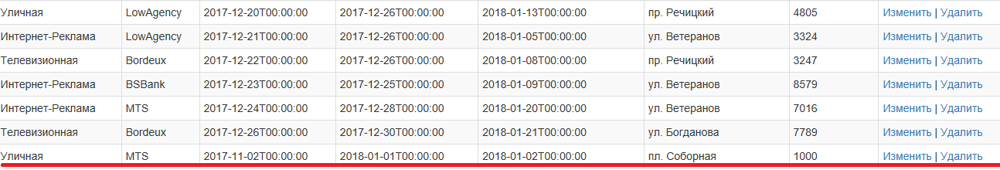 Уличная LowAgency 2017-12-20T00:00:00 2017-12-26T00:00:00 2018-01-13T00:00:00 пр. Речицкий 4805 Изменить | Удалить
Интернет-Реклама LowAgency 2017-12-21T00:00:00 2017-12-26T00:00:00 2018-01-05T00:00:00 ул. Ветеранов 3324 Изменить | Удалить
Телевизионная Bordeux 2017-12-22T00:00:00 2017-12-26T00:00:00 2018-01-08T00:00:00 пр. Речицкий 3247 Изменить | Удалить
Интернет-Реклама BSBank 2017-12-23T00:00:00 2017-12-25T00:00:00 2018-01-09T00:00:00 ул. Ветеранов 8579 Изменить | Удалить
Интернет-Реклама MTS 2017-12-24T00:00:00 2017-12-28T00:00:00 2018-01-20T00:00:00 ул. Ветеранов 7016 Изменить | Удалить
Телевизионная Bordeux 2017-12-26T00:00:00 2017-12-30T00:00:00 2018-01-21T00:00:00 ул. Богданова 7789 Изменить | Удалить
Уличная MTS 2017-11-02T00:00:00 2018-01-01T00:00:00 2018-01-02T00:00:00 пл. Соборная 1000 Изменить | Удалить